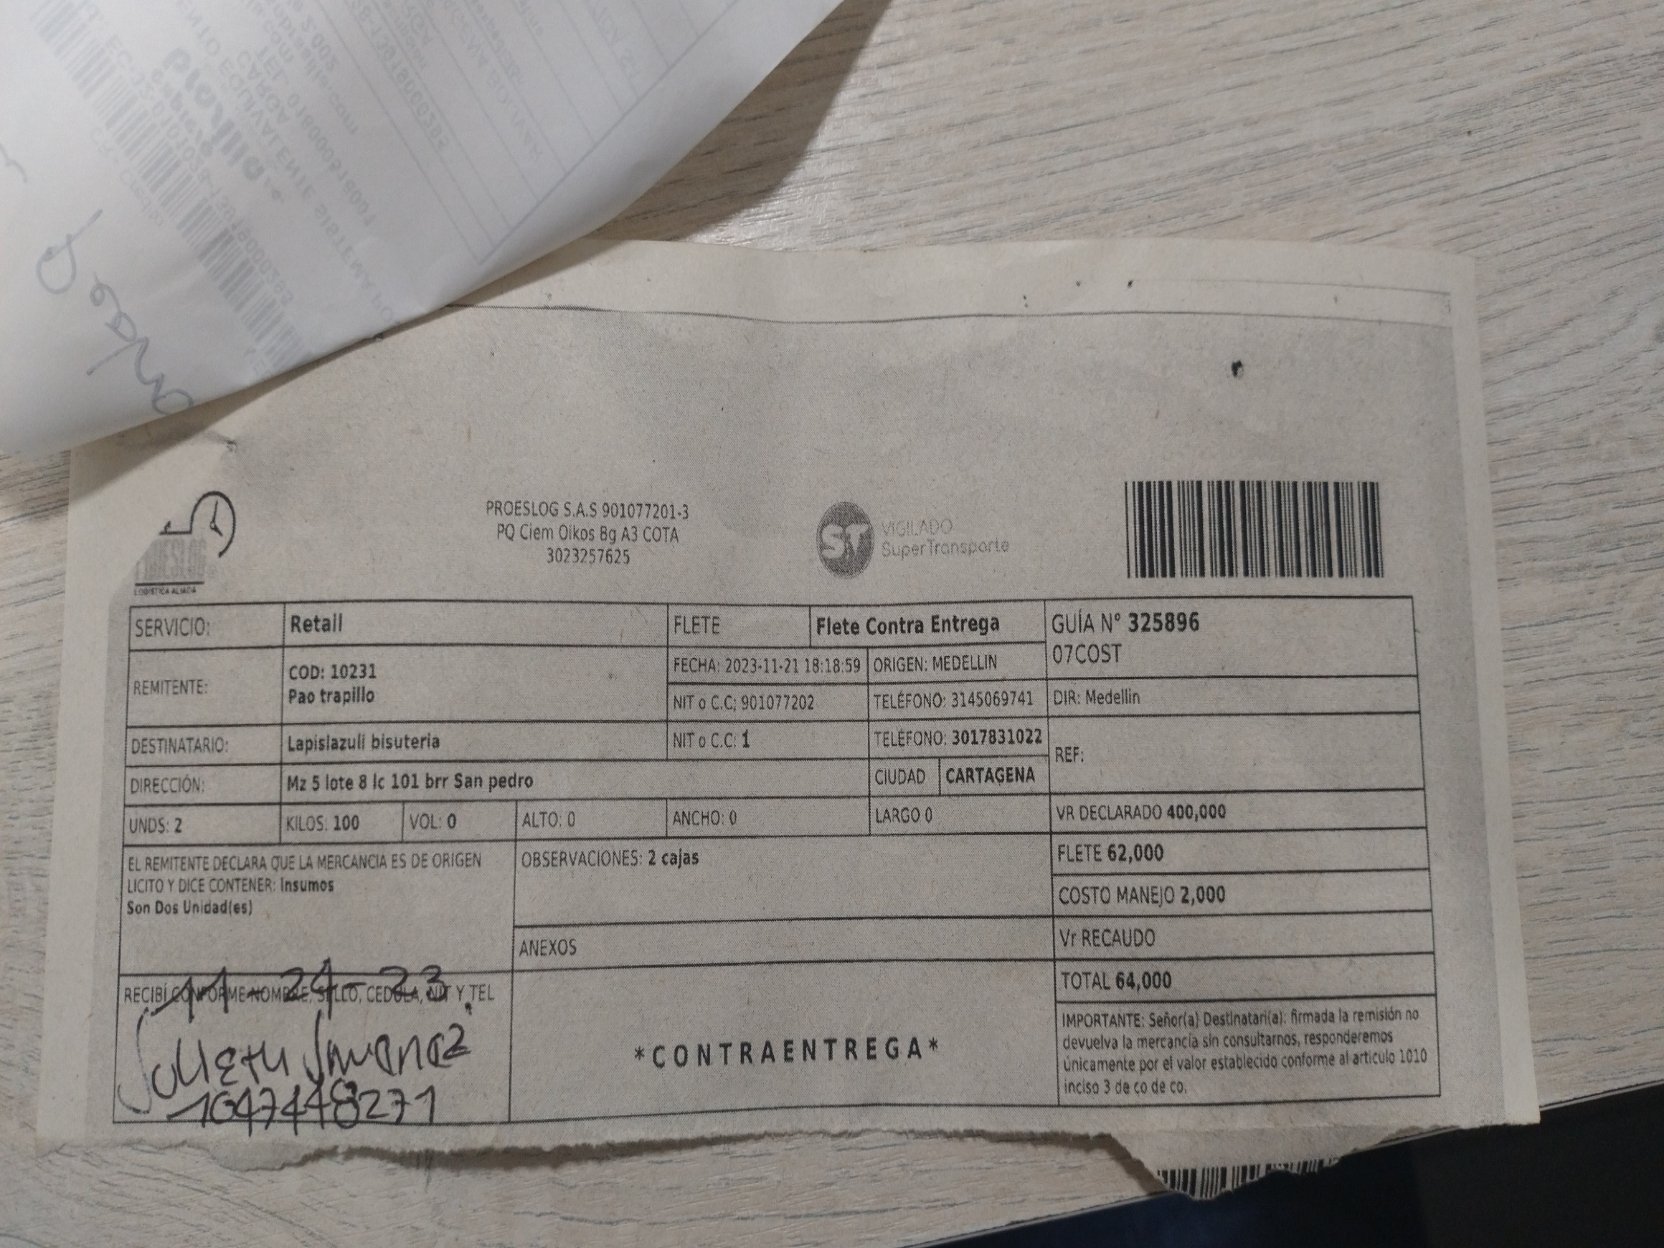 PROESLOG S.A.S 901077201-3
PQ Ciem Oikos Bg A3 COTA
3023257625
ST VIGILADO
SuperTransporte
LOGÍSTICA ALIADA
SERVICIO: Retail FLETE Flete Contra Entrega GUÍA N° 325896
07COST
REMITENTE: COD: 10231
Pao trapillo
FECHA: 2023-11-21 18:18:59 ORIGEN: MEDELLIN
NIT o C.C: 901077202 TELÉFONO: 3145069741 DIR: Medellin
DESTINATARIO: Lapislazuli bisuteria NIT o C.C: 1 TELÉFONO: 3017831022 REF:
DIRECCIÓN: Mz 5 lote 8 lc 101 brr San pedro CIUDAD CARTAGENA
UNDS: 2 KILOS: 100 VOL: 0 ALTO: 0 ANCHO: 0 LARGO 0 VR DECLARADO 400,000
EL REMITENTE DECLARA QUE LA MERCANCIA ES DE ORIGEN
LICITO Y DICE CONTENER: Insumos
Son Dos Unidad(es)
OBSERVACIONES: 2 cajas
FLETE 62,000
COSTO MANEJO 2,000
ANEXOS
Vr RECAUDO
TOTAL 64,000
RECIBÍ CONFORME NOMBRE, SELLO, CEDULA, NIT Y TEL
11-24-23
Julieth Jimenez
1047448271
*CONTRAENTREGA*
IMPORTANTE: Señor(a) Destinatari(a): firmada la remisión no
devuelva la mercancia sin consultarnos, responderemos
únicamente por el valor establecido conforme al articulo 1010
inciso 3 de co de co.